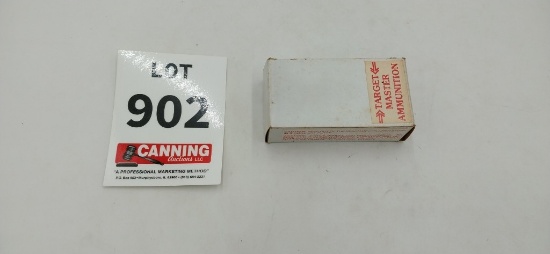 LOT
902
CANNING
Auctions LLC
"A PROFESSIONAL MARKETING METHOD"
TARGET
MASTER
AMMUNITION